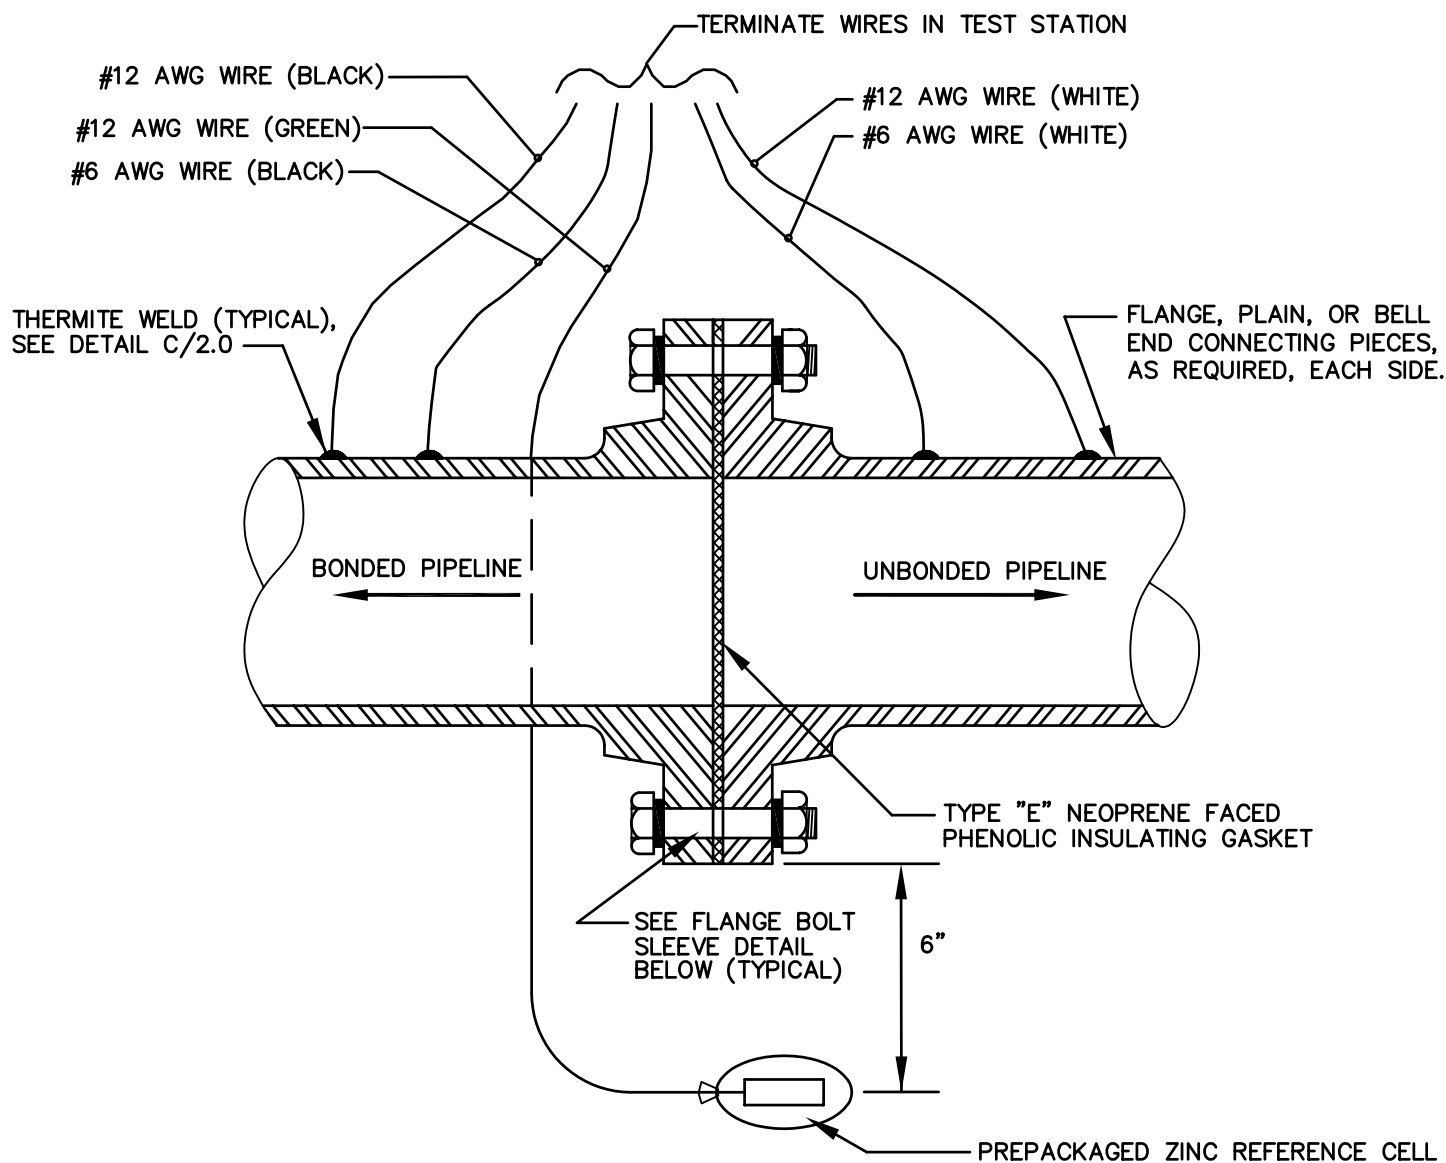 TERMINATE WIRES IN TEST STATION
#12 AWG WIRE (BLACK)
#12 AWG WIRE (WHITE)
#12 AWG WIRE (GREEN)
#6 AWG WIRE (WHITE)
#6 AWG WIRE (BLACK)
THERMITE WELD (TYPICAL),
SEE DETAIL C/2.0
FLANGE, PLAIN, OR BELL
END CONNECTING PIECES,
AS REQUIRED, EACH SIDE.
BONDED PIPELINE
UNBONDED PIPELINE
TYPE "E" NEOPRENE FACED
PHENOLIC INSULATING GASKET
SEE FLANGE BOLT
SLEEVE DETAIL
BELOW (TYPICAL)
6"
PREPACKAGED ZINC REFERENCE CELL